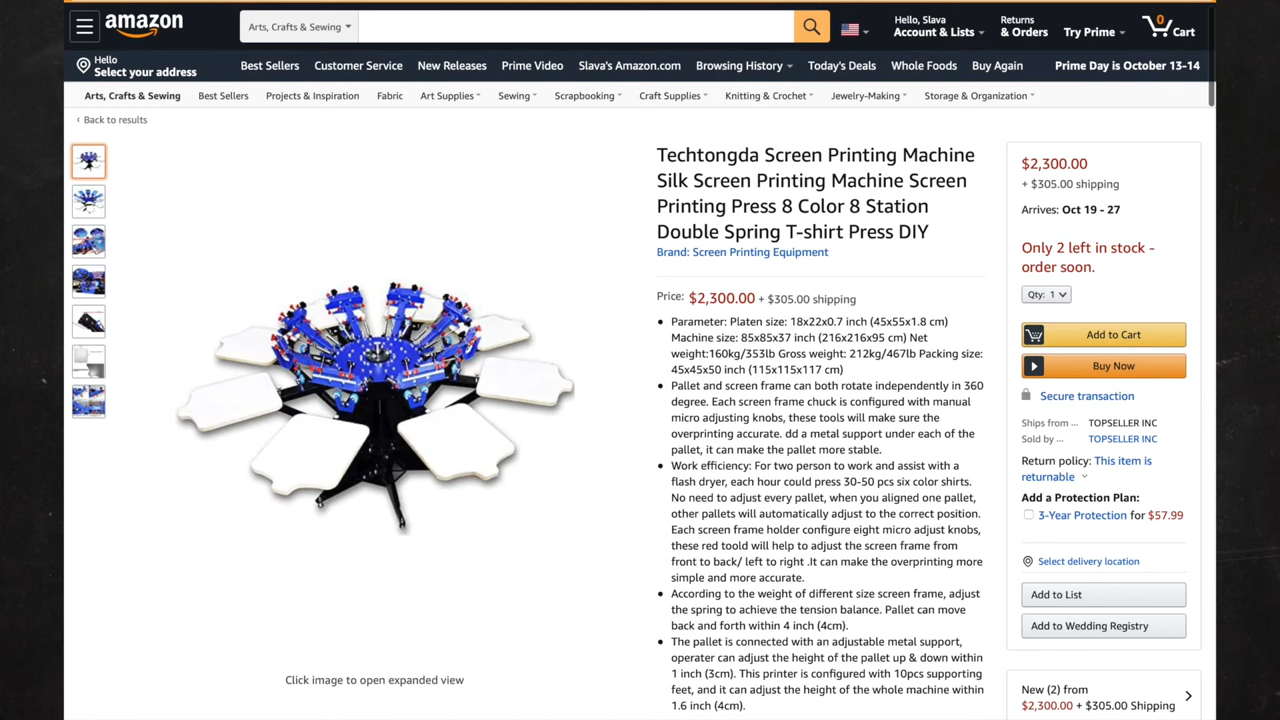 amazon
Arts, Crafts & Sewing
Hello, Slava
Account & Lists
Returns
& Orders
Try Prime
0
Cart
Hello
Select your address
Best Sellers
Customer Service
New Releases
Prime Video
Slava's Amazon.com
Browsing History
Today's Deals
Whole Foods
Buy Again
Prime Day is October 13-14
Arts, Crafts & Sewing
Best Sellers
Projects & Inspiration
Fabric
Art Supplies
Sewing
Scrapbooking
Craft Supplies
Knitting & Crochet
Jewelry-Making
Storage & Organization
‹ Back to results
Click image to open expanded view
Techtongda Screen Printing Machine
Silk Screen Printing Machine Screen
Printing Press 8 Color 8 Station
Double Spring T-shirt Press DIY
Brand: Screen Printing Equipment
Price: $2,300.00 + $305.00 shipping
• Parameter: Platen size: 18x22x0.7 inch (45x55x1.8 cm)
Machine size: 85x85x37 inch (216x216x95 cm) Net
weight:160kg/353lb Gross weight: 212kg/467lb Packing size:
45x45x50 inch (115x115x117 cm)
• Pallet and screen frame can both rotate independently in 360
degree. Each screen frame chuck is configured with manual
micro adjusting knobs, these tools will make sure the
overprinting accurate. dd a metal support under each of the
pallet, it can make the pallet more stable.
• Work efficiency: For two person to work and assist with a
flash dryer, each hour could press 30-50 pcs six color shirts.
No need to adjust every pallet, when you aligned one pallet,
other pallets will automatically adjust to the correct position.
Each screen frame holder configure eight micro adjust knobs,
these red toold will help to adjust the screen frame from
front to back/ left to right .It can make the overprinting more
simple and more accurate.
• According to the weight of different size screen frame, adjust
the spring to achieve the tension balance. Pallet can move
back and forth within 4 inch (4cm).
• The pallet is connected with an adjustable metal support,
operater can adjust the height of the pallet up & down within
1 inch (3cm). This printer is configured with 10pcs supporting
feet, and it can adjust the height of the whole machine within
1.6 inch (4cm).
$2,300.00
+ $305.00 shipping
Arrives: Oct 19 - 27
Only 2 left in stock -
order soon.
Qty: 1
Add to Cart
Buy Now
Secure transaction
Ships from ... TOPSELLER INC
Sold by ... TOPSELLER INC
Return policy: This item is
returnable
Add a Protection Plan:
3-Year Protection for $57.99
Select delivery location
Add to List
Add to Wedding Registry
New (2) from
$2,300.00 + $305.00 Shipping